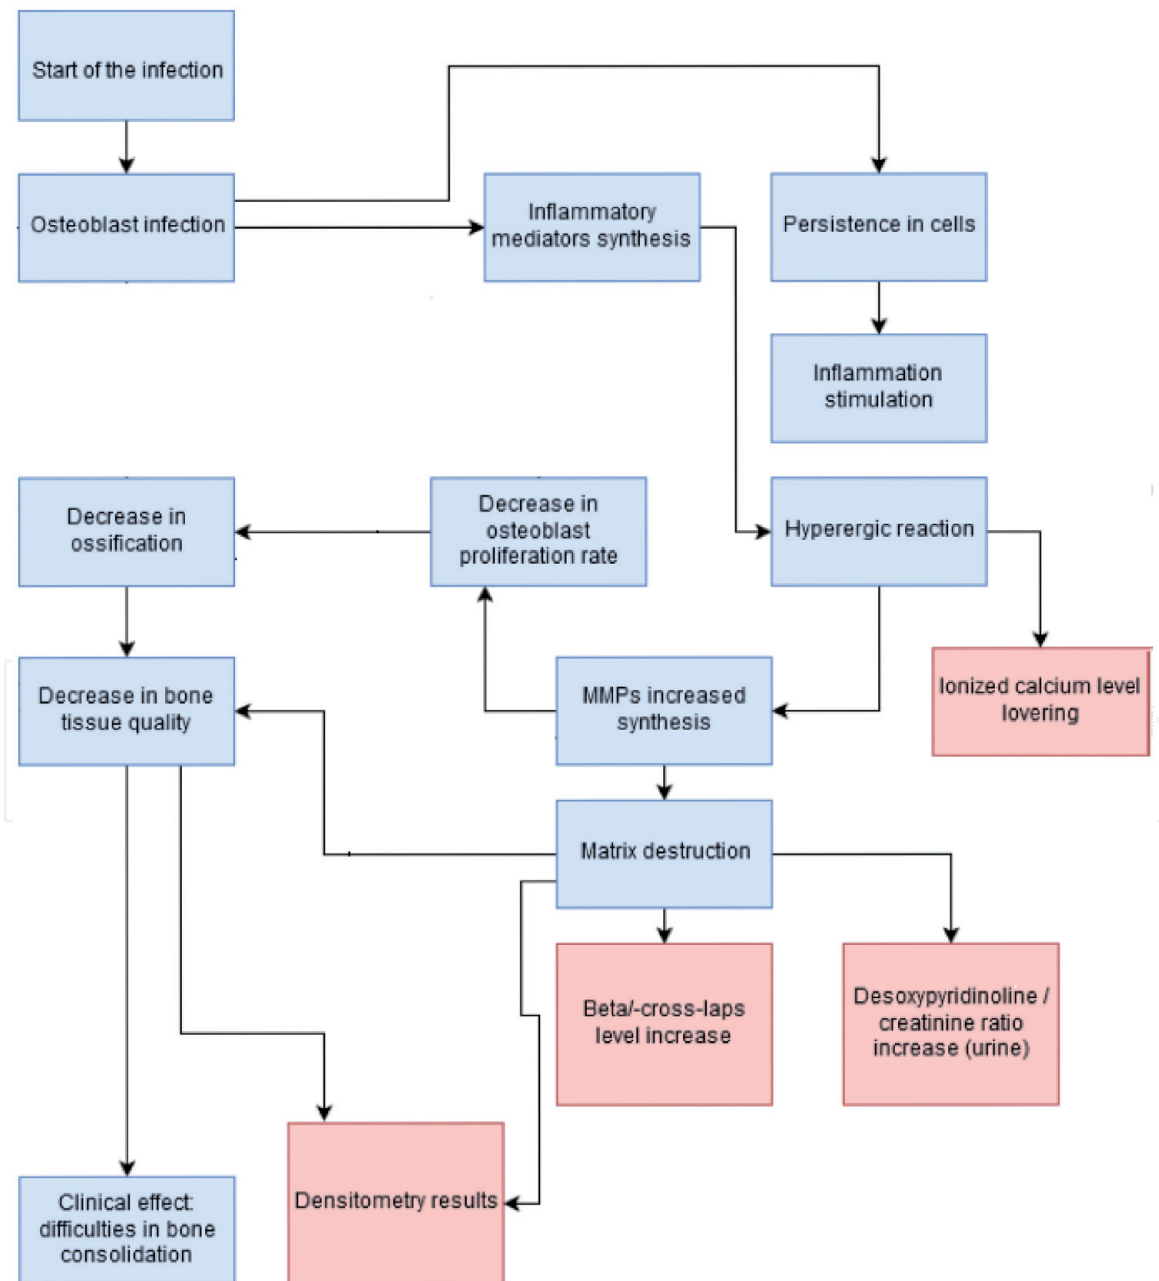 Start of the infection
Osteoblast infection
Inflammatory
mediators synthesis
Persistence in cells
Inflammation
stimulation
Decrease in
ossification
Decrease in
osteoblast
proliferation rate
Hyperergic reaction
Decrease in bone
tissue quality
MMPs increased
synthesis
Ionized calcium level
lovering
Matrix destruction
Beta/-cross-laps
level increase
Desoxypyridinoline /
creatinine ratio
increase (urine)
Clinical effect:
difficulties in bone
consolidation
Densitometry results